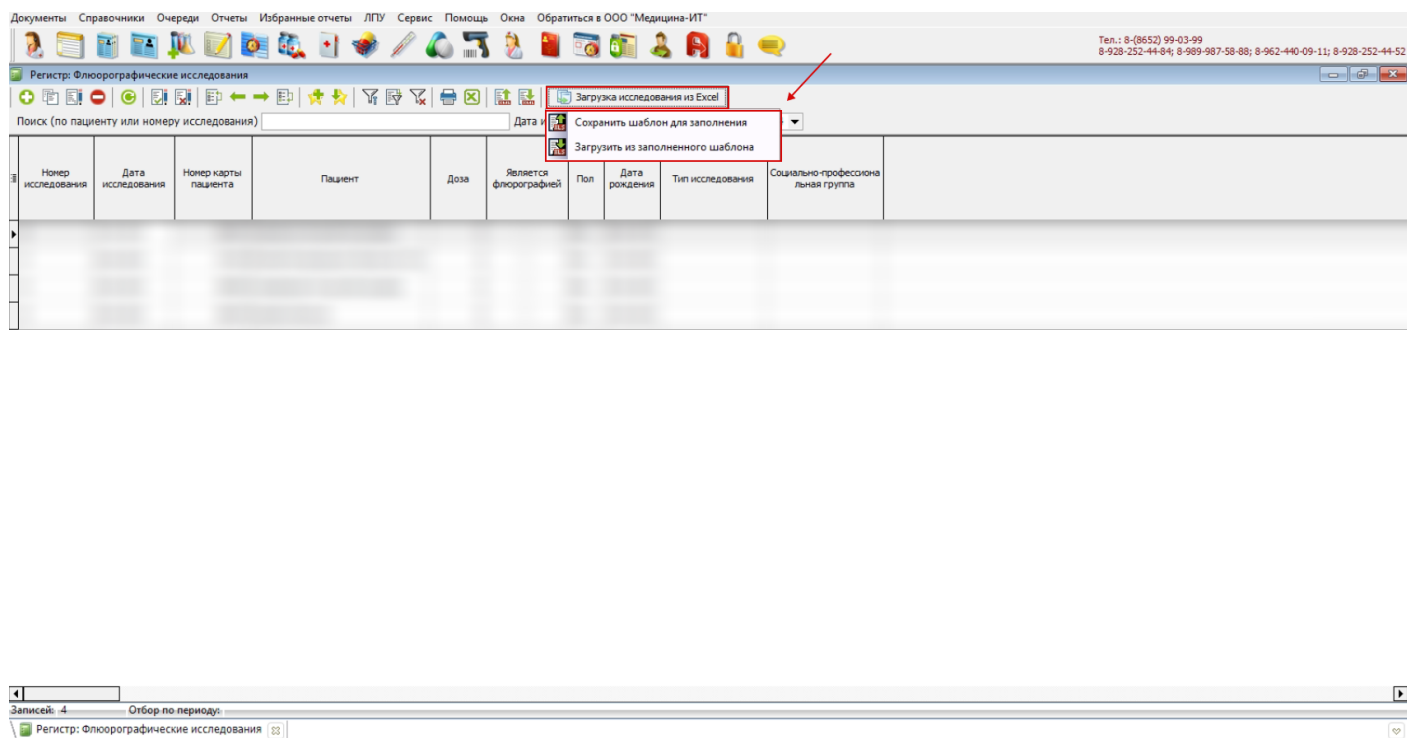 Документы Справочники Очереди Отчеты Избранные отчеты ЛПУ Сервис Помощь Окна Обратиться в ООО "Медицина-ИТ"
Тел.: 8-(8652) 99-03-99
8-928-252-44-84; 8-989-987-58-88; 8-962-440-09-11; 8-928-252-44-52
Регистр: Флюорографические исследования
Загрузка исследования из Excel
Поиск (по пациенту или номеру исследования) Дата и
Сохранить шаблон для заполнения
Загрузить из заполненного шаблона
Номер исследования
Дата исследования
Номер карты пациента
Пациент
Доза
Является флюорографией
Пол
Дата рождения
Тип исследования
Социально-профессиона
льная группа
Записей: 4 Отбор по периоду:
Регистр: Флюорографические исследования